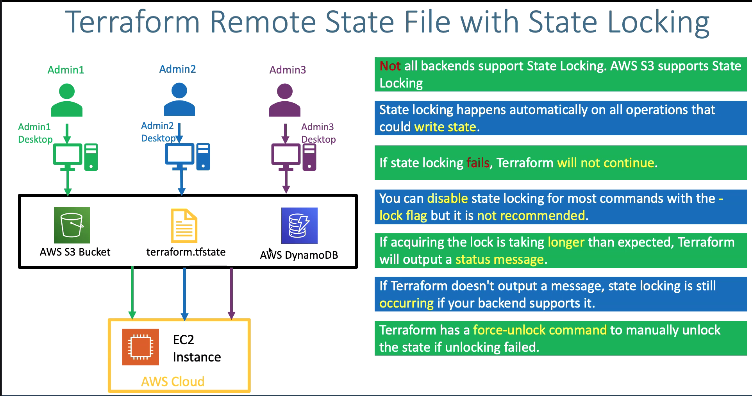 Terraform Remote State File with State Locking
Admin1
Admin2
Admin3
Admin1
Desktop
Admin2
Desktop
Admin3
Desktop
AWS S3 Bucket
terraform.tfstate
AWS DynamoDB
EC2
Instance
AWS Cloud
Not all backends support State Locking. AWS S3 supports State
Locking
State locking happens automatically on all operations that
could write state.
If state locking fails, Terraform will not continue.
You can disable state locking for most commands with the -
lock flag but it is not recommended.
If acquiring the lock is taking longer than expected, Terraform
will output a status message.
If Terraform doesn't output a message, state locking is still
occurring if your backend supports it.
Terraform has a force-unlock command to manually unlock
the state if unlocking failed.